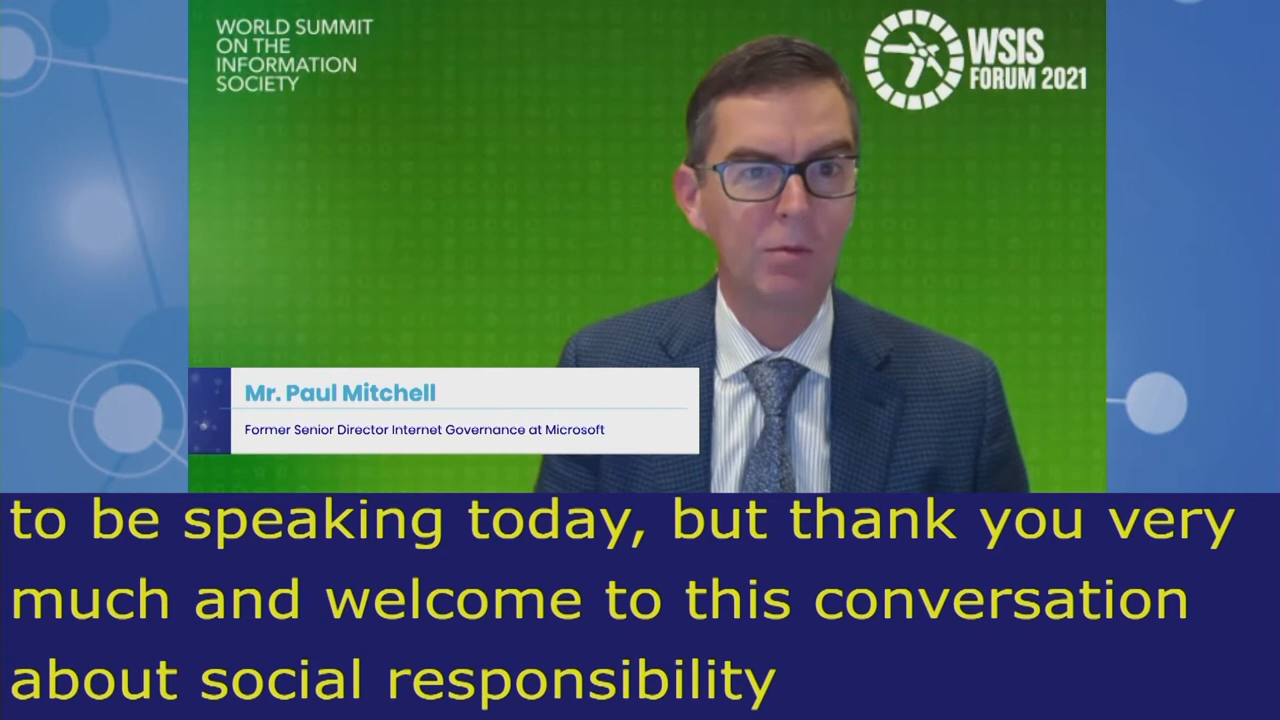 WORLD SUMMIT
ON THE
INFORMATION
SOCIETY
WSIS
FORUM 2021
Mr. Paul Mitchell
Former Senior Director Internet Governance at Microsoft
to be speaking today, but thank you very
much and welcome to this conversation
about social responsibility